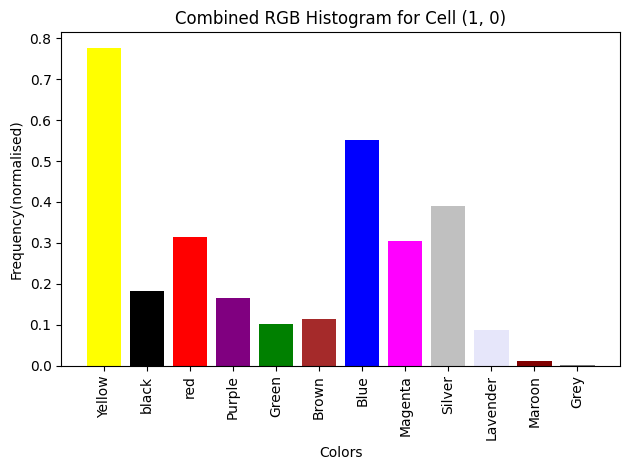 Combined RGB Histogram for Cell (1, 0)
Frequency(normalised)
0.8
0.7
0.6
0.5
0.4
0.3
0.2
0.1
0.0
Yellow
black
red
Purple
Green
Brown
Blue
Magenta
Silver
Lavender
Maroon
Grey
Colors